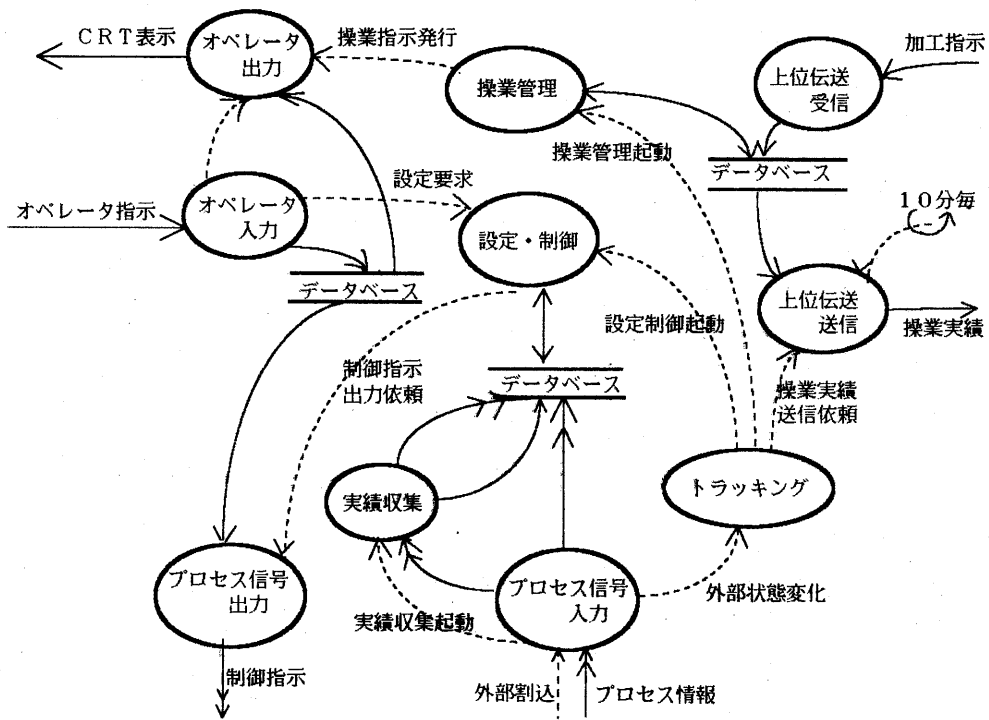 CRT表示
オペレータ
出力
操業指示発行
操業管理
上位伝送
受信
加工指示
操業管理起動
データベース
設定要求
オペレータ指示
オペレータ
入力
設定・制御
10分毎
データベース
上位伝送
送信
操業実績
設定制御起動
制御指示
出力依頼
データベース
操業実績
送信依頼
実績収集
トラッキング
プロセス信号
出力
プロセス信号
入力
外部状態変化
実績収集起動
制御指示
外部割込
プロセス情報